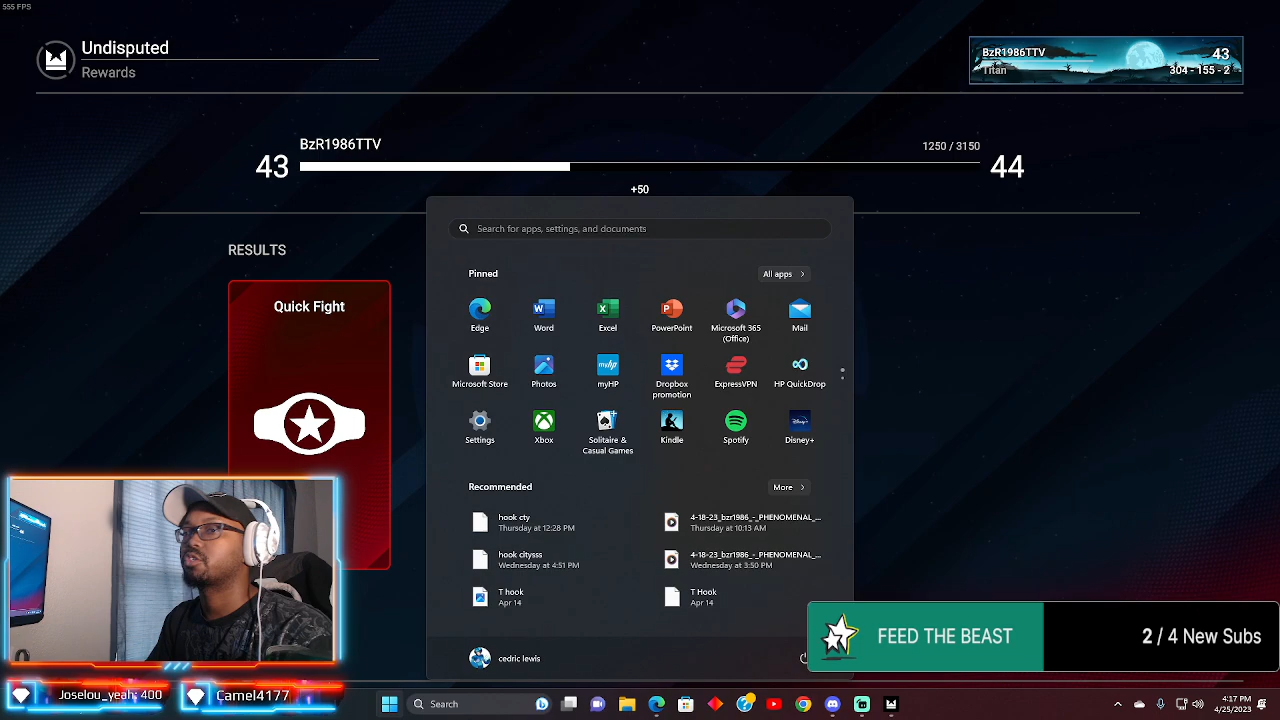 555 FPS
Undisputed
Rewards
BzR1986TTV
43
Titan
304 - 155 - 2
BzR1986TTV
1250 / 3150
43
44
+50
RESULTS
Quick Fight
Search for apps, settings, and documents
Pinned
All apps
Edge
Word
Excel
PowerPoint
Microsoft 365
(Office)
Mail
Microsoft Store
Photos
myHP
Dropbox
promotion
ExpressVPN
HP QuickDrop
Settings
Xbox
Solitaire &
Casual Games
Kindle
Spotify
Disney+
Recommended
More
hook cty
Thursday at 12:28 PM
4-18-23_bzr1986_-_PHENOMENAL_...
Thursday at 10:13 AM
hook citysss
Wednesday at 4:51 PM
4-18-23_bzr1986_-_PHENOMENAL_...
Wednesday at 3:50 PM
T hook
Apr 14
T Hook
Apr 14
cedric lewis
FEED THE BEAST
2 / 4 New Subs
Joselou_yeah: 400
Camel4177
Search
4:17 PM
4/25/2023